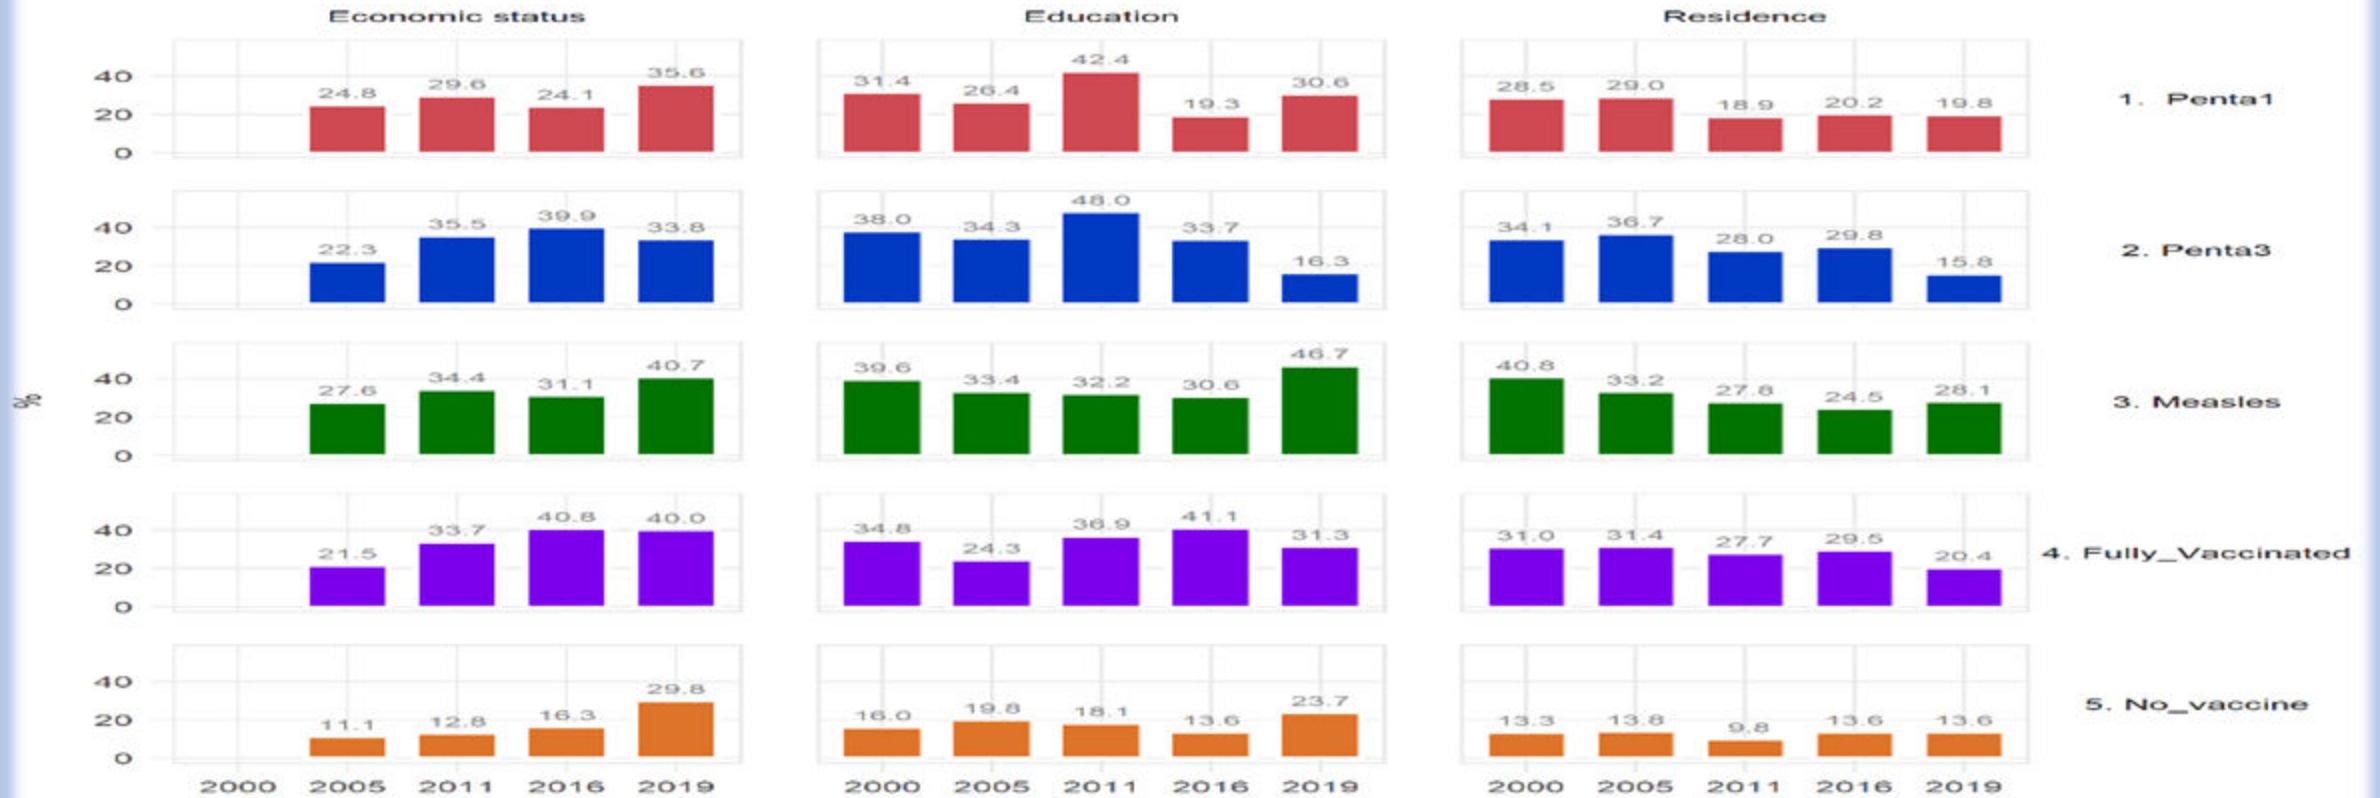 Economic status Education Residence
40 20 0 24.8 29.6 24.1 35.6 31.4 26.4 42.4 19.3 30.6 28.5 29.0 18.9 20.2 19.8 1. Penta1
40 20 0 22.3 35.5 39.9 33.8 38.0 34.3 48.0 33.7 16.3 34.1 36.7 28.0 29.8 15.8 2. Penta3
%
40 20 0 27.6 34.4 31.1 40.7 39.6 33.4 32.2 30.6 46.7 40.8 33.2 27.8 24.5 28.1 3. Measles
40 20 0 21.5 33.7 40.8 40.0 34.8 24.3 36.9 41.1 31.3 31.0 31.4 27.7 29.5 20.4 4. Fully_Vaccinated
40 20 0 11.1 12.8 16.3 29.8 16.0 19.8 18.1 13.6 23.7 13.3 13.8 9.8 13.6 13.6 5. No_vaccine
2000 2005 2011 2016 2019 2000 2005 2011 2016 2019 2000 2005 2011 2016 2019